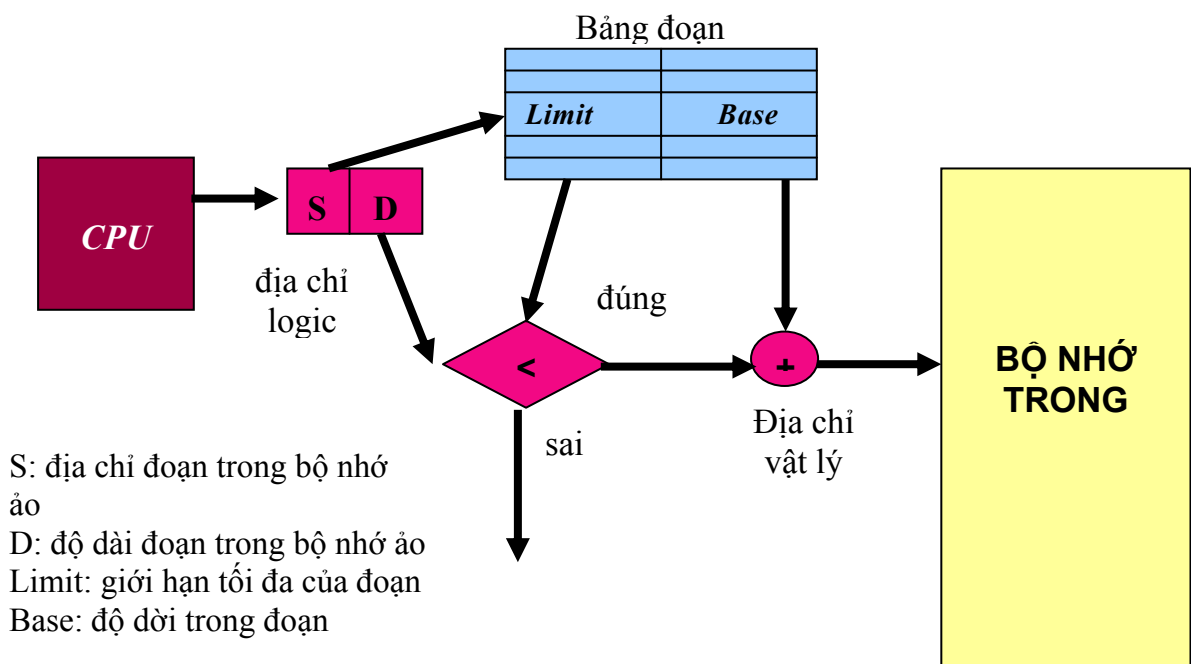 Bảng đoạn
Limit
Base
CPU
S
D
địa chỉ
logic
đúng
<
+
sai
Địa chỉ
vật lý
BỘ NHỚ
TRONG
S: địa chỉ đoạn trong bộ nhớ
ảo
D: độ dài đoạn trong bộ nhớ ảo
Limit: giới hạn tối đa của đoạn
Base: độ dời trong đoạn